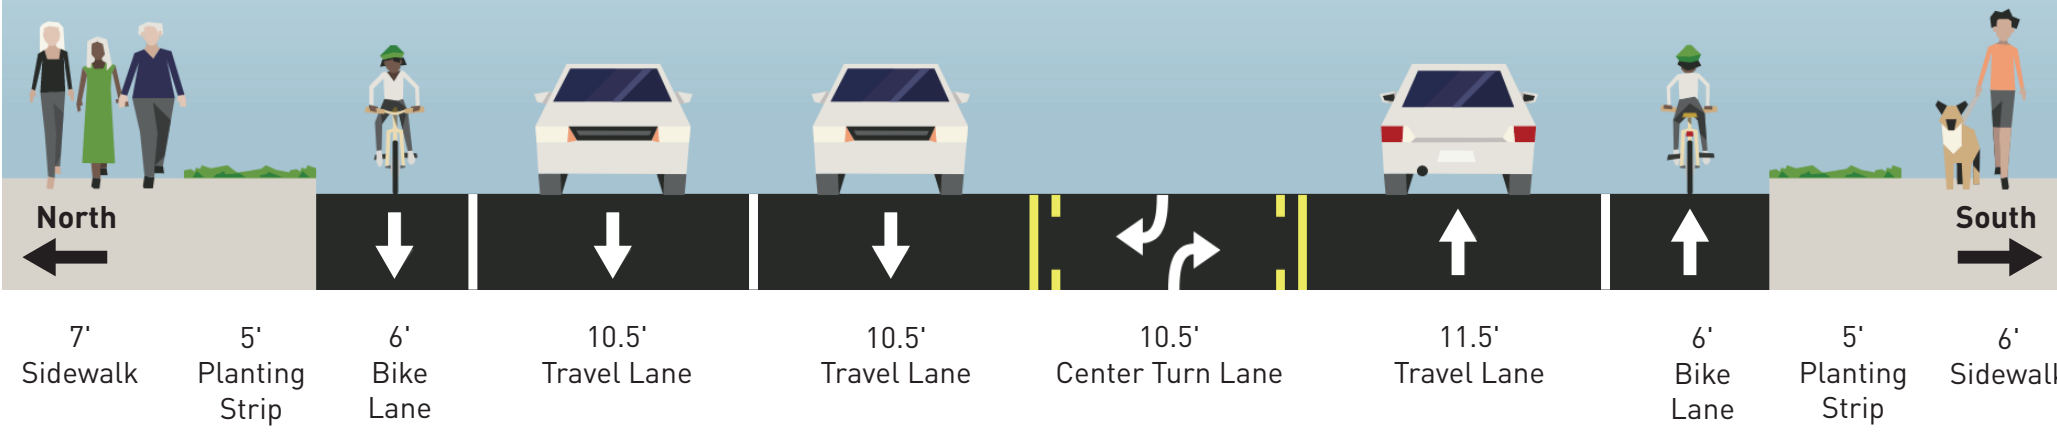 North
South
7'
Sidewalk
5'
Planting
Strip
6'
Bike
Lane
10.5'
Travel Lane
10.5'
Travel Lane
10.5'
Center Turn Lane
11.5'
Travel Lane
6'
Bike
Lane
5'
Planting
Strip
6'
Sidewalk